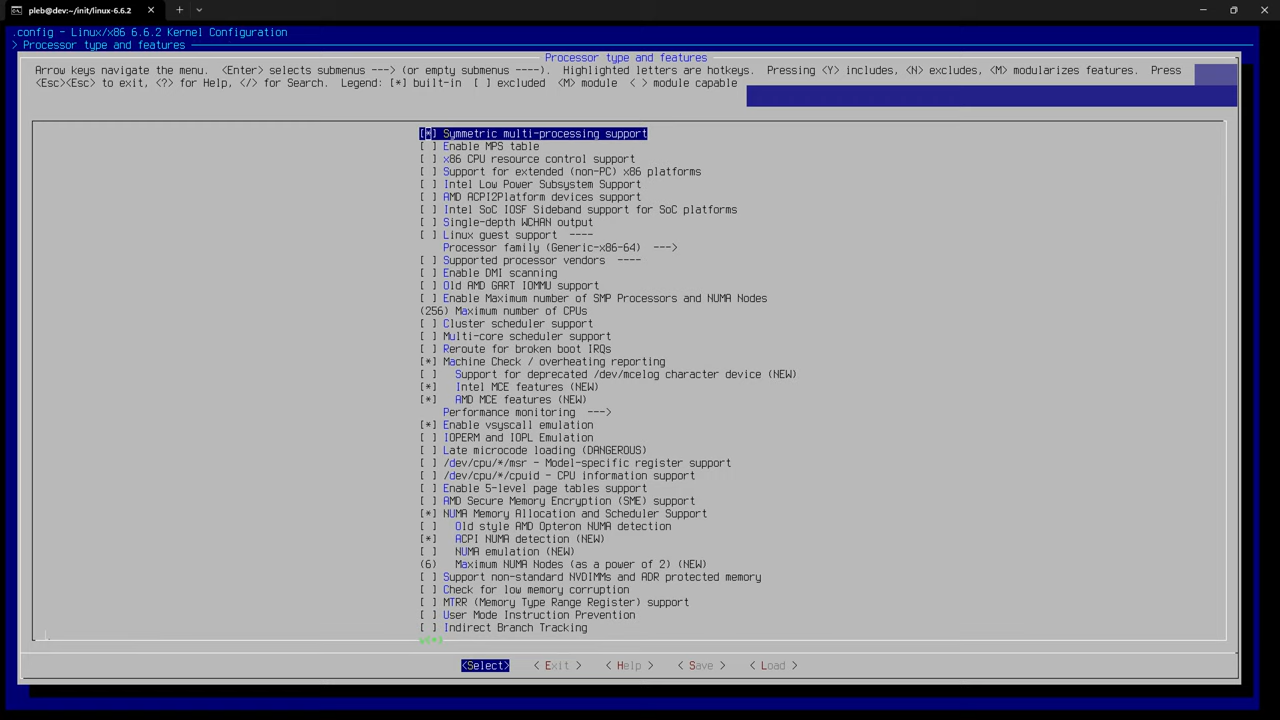 pleb@dev:~/init/linux-6.6.2
.config - Linux/x86 6.6.2 Kernel Configuration
> Processor type and features
Processor type and features
Arrow keys navigate the menu.  <Enter> selects submenus ---> (or empty submenus ----).  Highlighted letters are hotkeys.  Pressing <Y> includes, <N> excludes, <M> modularizes features.  Press
<Esc><Esc> to exit, <?> for Help, </> for Search.  Legend: [*] built-in  [ ] excluded  <M> module  < > module capable
[*] Symmetric multi-processing support
[ ] Enable MPS table
[ ] x86 CPU resource control support
[ ] Support for extended (non-PC) x86 platforms
[ ] Intel Low Power Subsystem Support
[ ] AMD ACPI2Platform devices support
[ ] Intel SoC IOSF Sideband support for SoC platforms
[ ] Single-depth WCHAN output
[ ] Linux guest support  ----
Processor family (Generic-x86-64)  --->
[ ] Supported processor vendors  ----
[ ] Enable DMI scanning
[ ] Old AMD GART IOMMU support
[ ] Enable Maximum number of SMP Processors and NUMA Nodes
(256) Maximum number of CPUs
[ ] Cluster scheduler support
[ ] Multi-core scheduler support
[ ] Reroute for broken boot IRQs
[*] Machine Check / overheating reporting
[ ]   Support for deprecated /dev/mcelog character device (NEW)
[*]   Intel MCE features (NEW)
[*]   AMD MCE features (NEW)
Performance monitoring  --->
[*] Enable vsyscall emulation
[ ] IOPERM and IOPL Emulation
[ ] Late microcode loading (DANGEROUS)
[ ] /dev/cpu/*/msr - Model-specific register support
[ ] /dev/cpu/*/cpuid - CPU information support
[ ] Enable 5-level page tables support
[ ] AMD Secure Memory Encryption (SME) support
[*] NUMA Memory Allocation and Scheduler Support
[ ]   Old style AMD Opteron NUMA detection
[*]   ACPI NUMA detection (NEW)
[ ]   NUMA emulation (NEW)
(6)   Maximum NUMA Nodes (as a power of 2) (NEW)
[ ] Support non-standard NVDIMMs and ADR protected memory
[ ] Check for low memory corruption
[ ] MTRR (Memory Type Range Register) support
[ ] User Mode Instruction Prevention
[ ] Indirect Branch Tracking
<Select>    < Exit >    < Help >    < Save >    < Load >